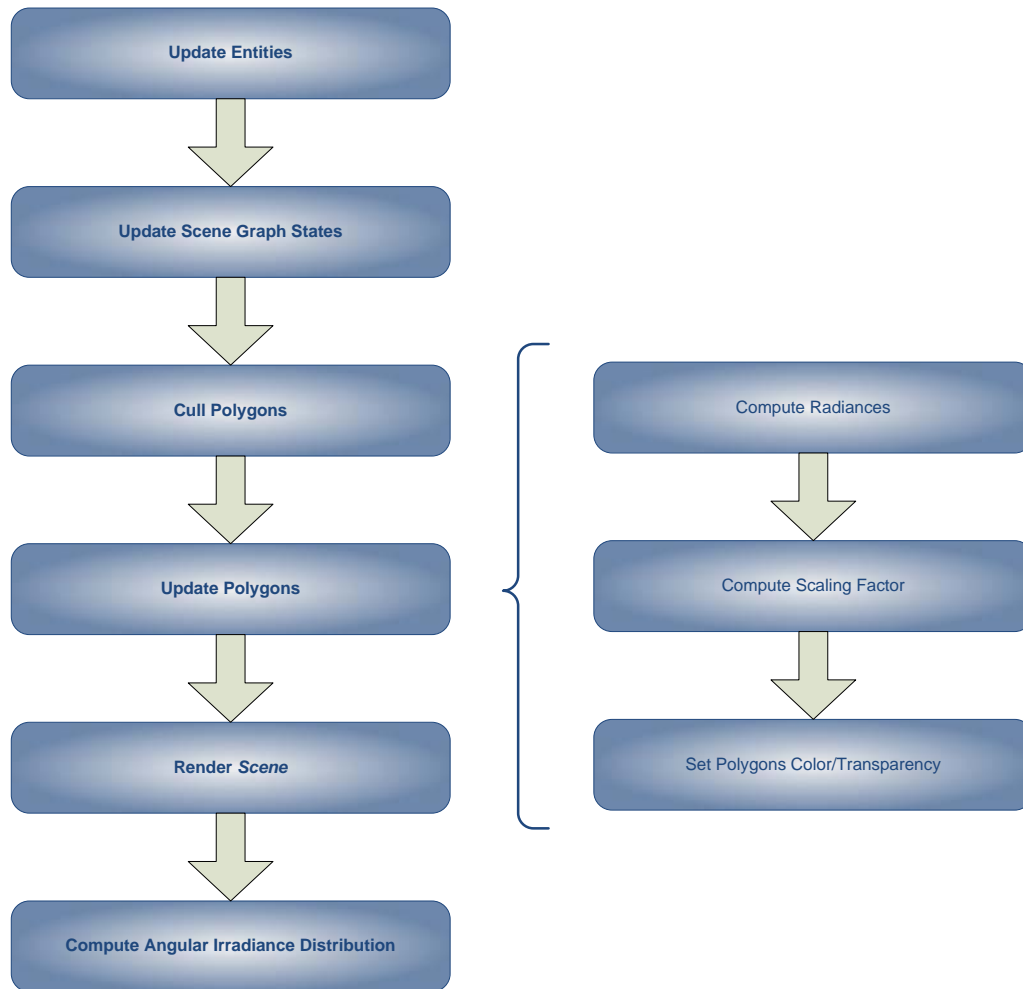 Update Entities
Update Scene Graph States
Cull Polygons
Update Polygons
Render Scene
Compute Angular Irradiance Distribution
Compute Radiances
Compute Scaling Factor
Set Polygons Color/Transparency